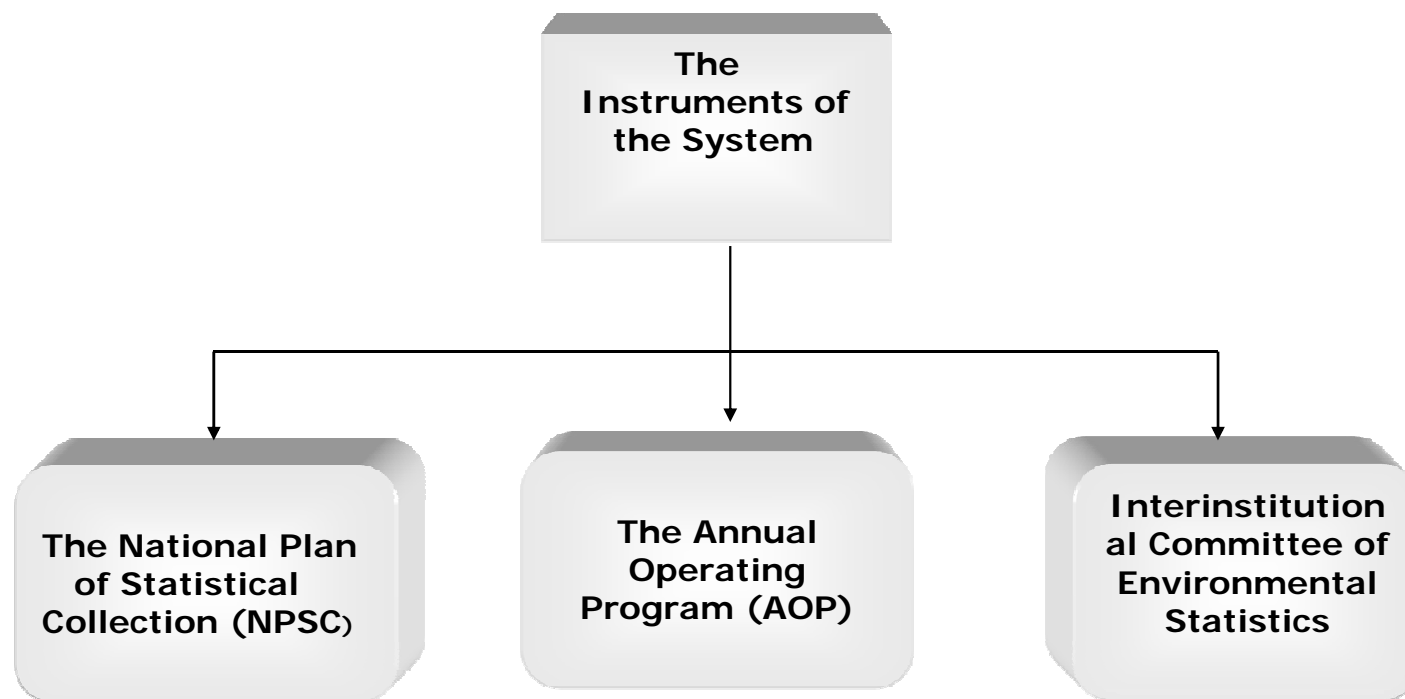 The
Instruments of
the System
The National Plan
of Statistical
Collection (NPSC)
The Annual
Operating
Program (AOP)
Interinstitution
al Committee of
Environmental
Statistics